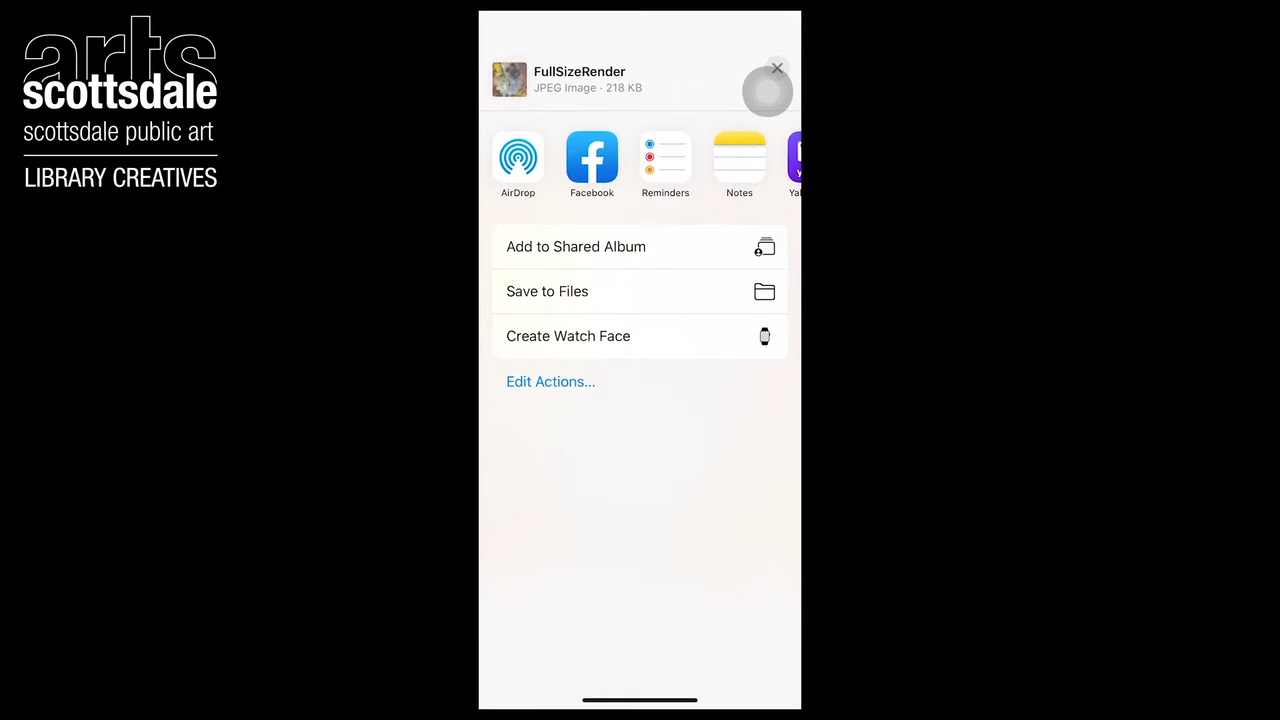 arts
scottsdale
scottsdale public art
LIBRARY CREATIVES
FullSizeRender
JPEG Image · 218 KB
AirDrop
Facebook
Reminders
Notes
Add to Shared Album
Save to Files
Create Watch Face
Edit Actions...